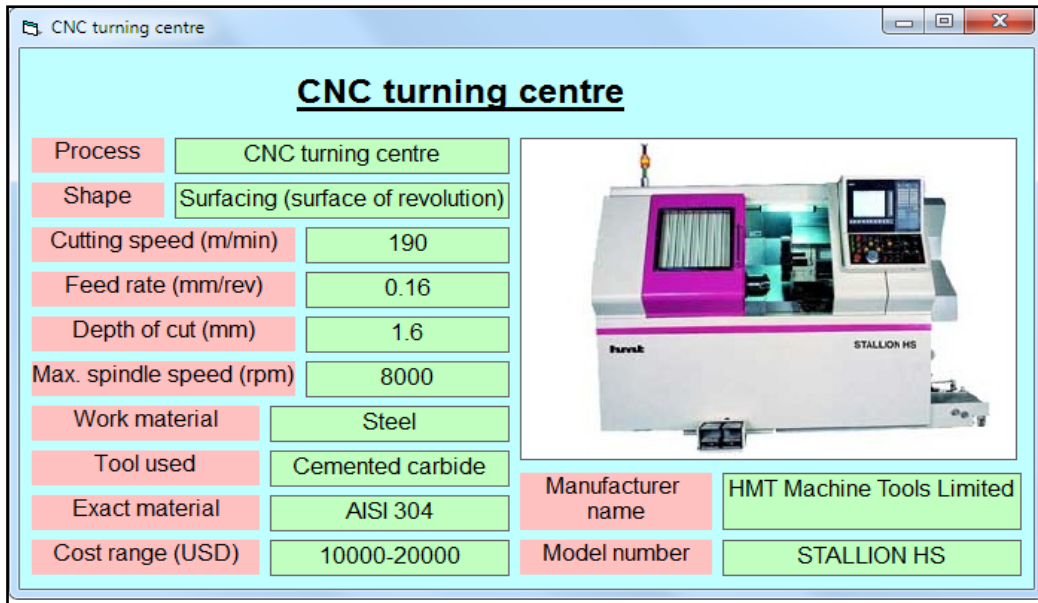 CNC turning centre
CNC turning centre
Process CNC turning centre
Shape Surfacing (surface of revolution)
Cutting speed (m/min) 190
Feed rate (mm/rev) 0.16
Depth of cut (mm) 1.6
Max. spindle speed (rpm) 8000
Work material Steel
Tool used Cemented carbide
Exact material AISI 304
Cost range (USD) 10000-20000
hmt STALLION HS
Manufacturer
name
HMT Machine Tools Limited
Model number STALLION HS